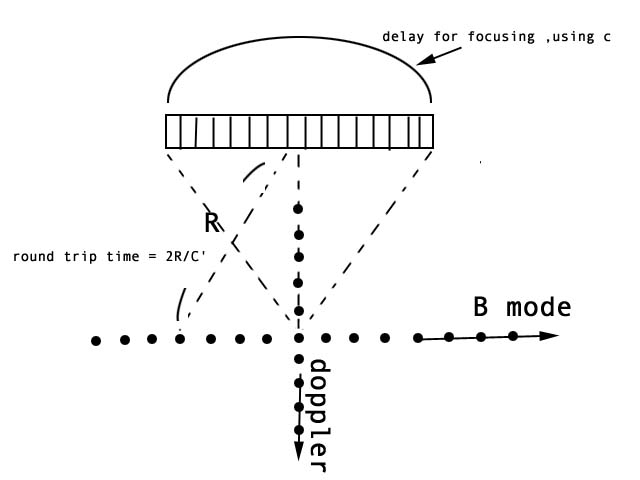 delay for focusing ,using c
R
round trip time = 2R/C'
B mode
doppler